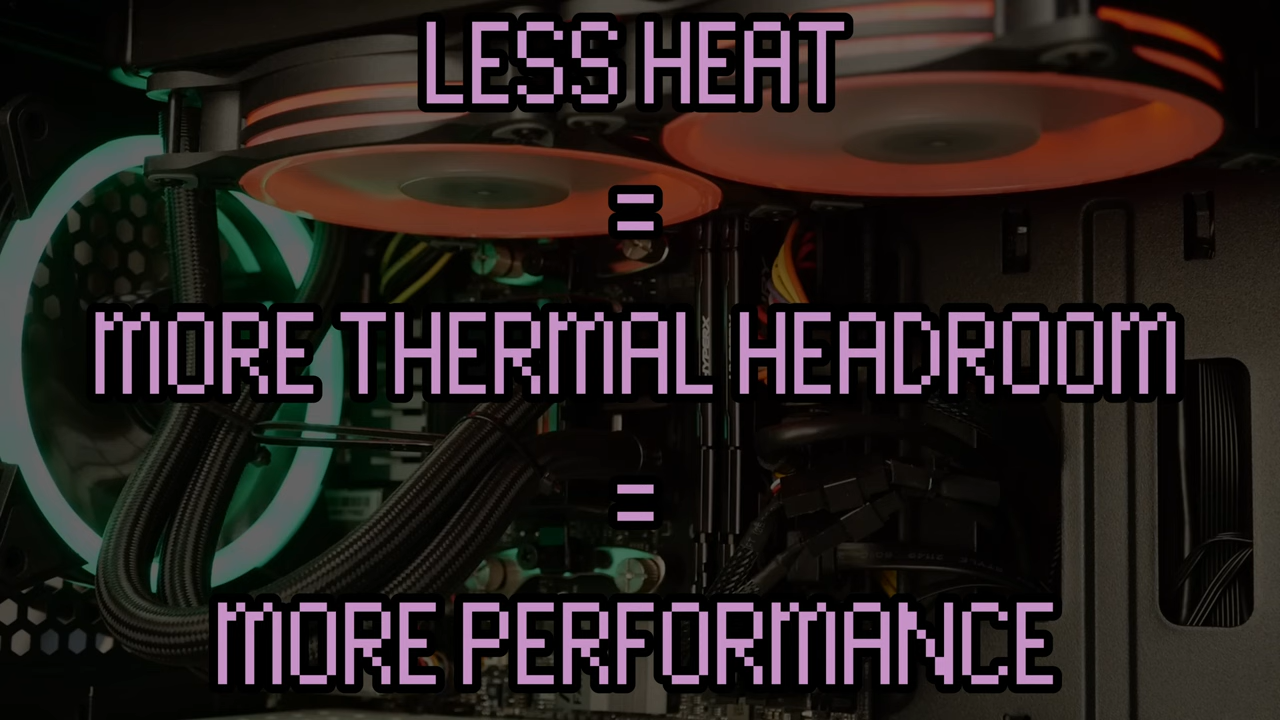 LESS HEAT
=
MORE THERMAL HEADROOM
=
MORE PERFORMANCE